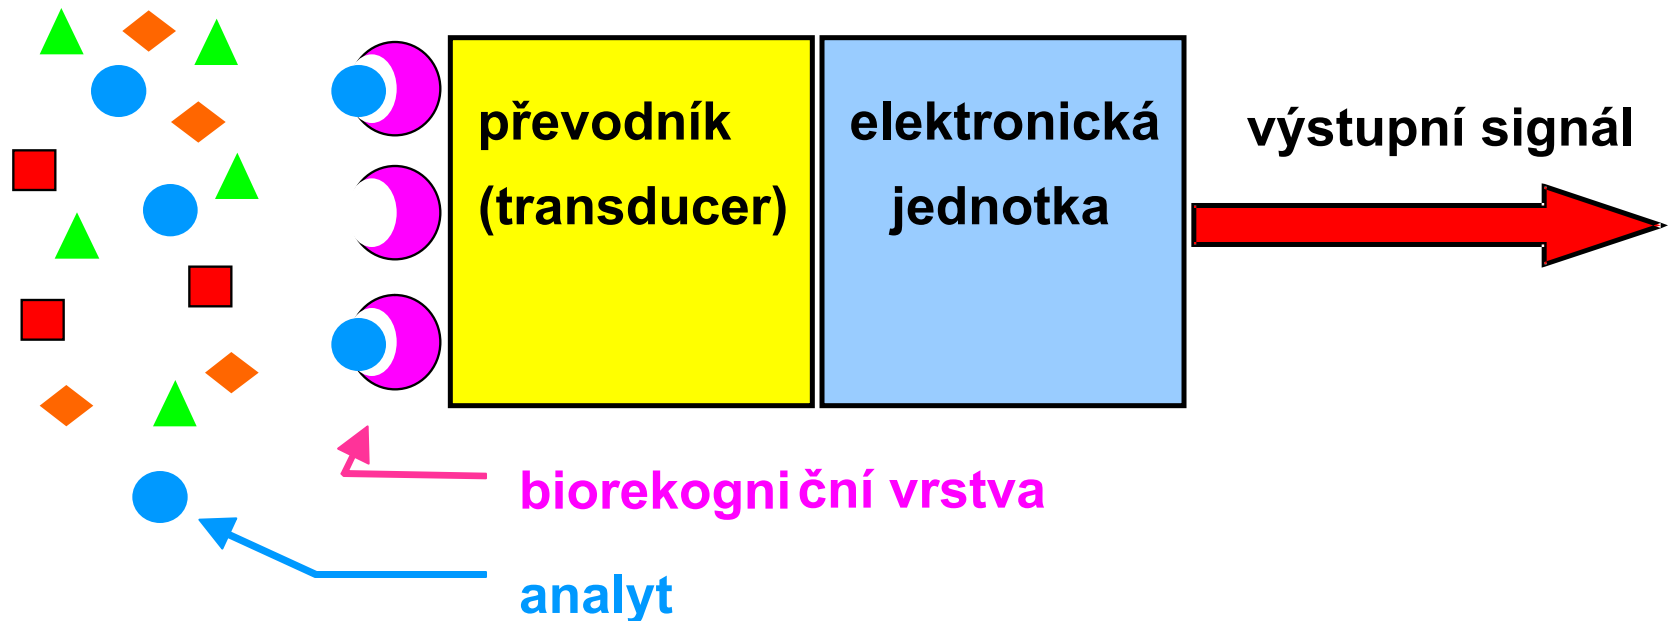 převodník
(transducer)
elektronická
jednotka
výstupní signál
biorekogni ční vrstva
analyt